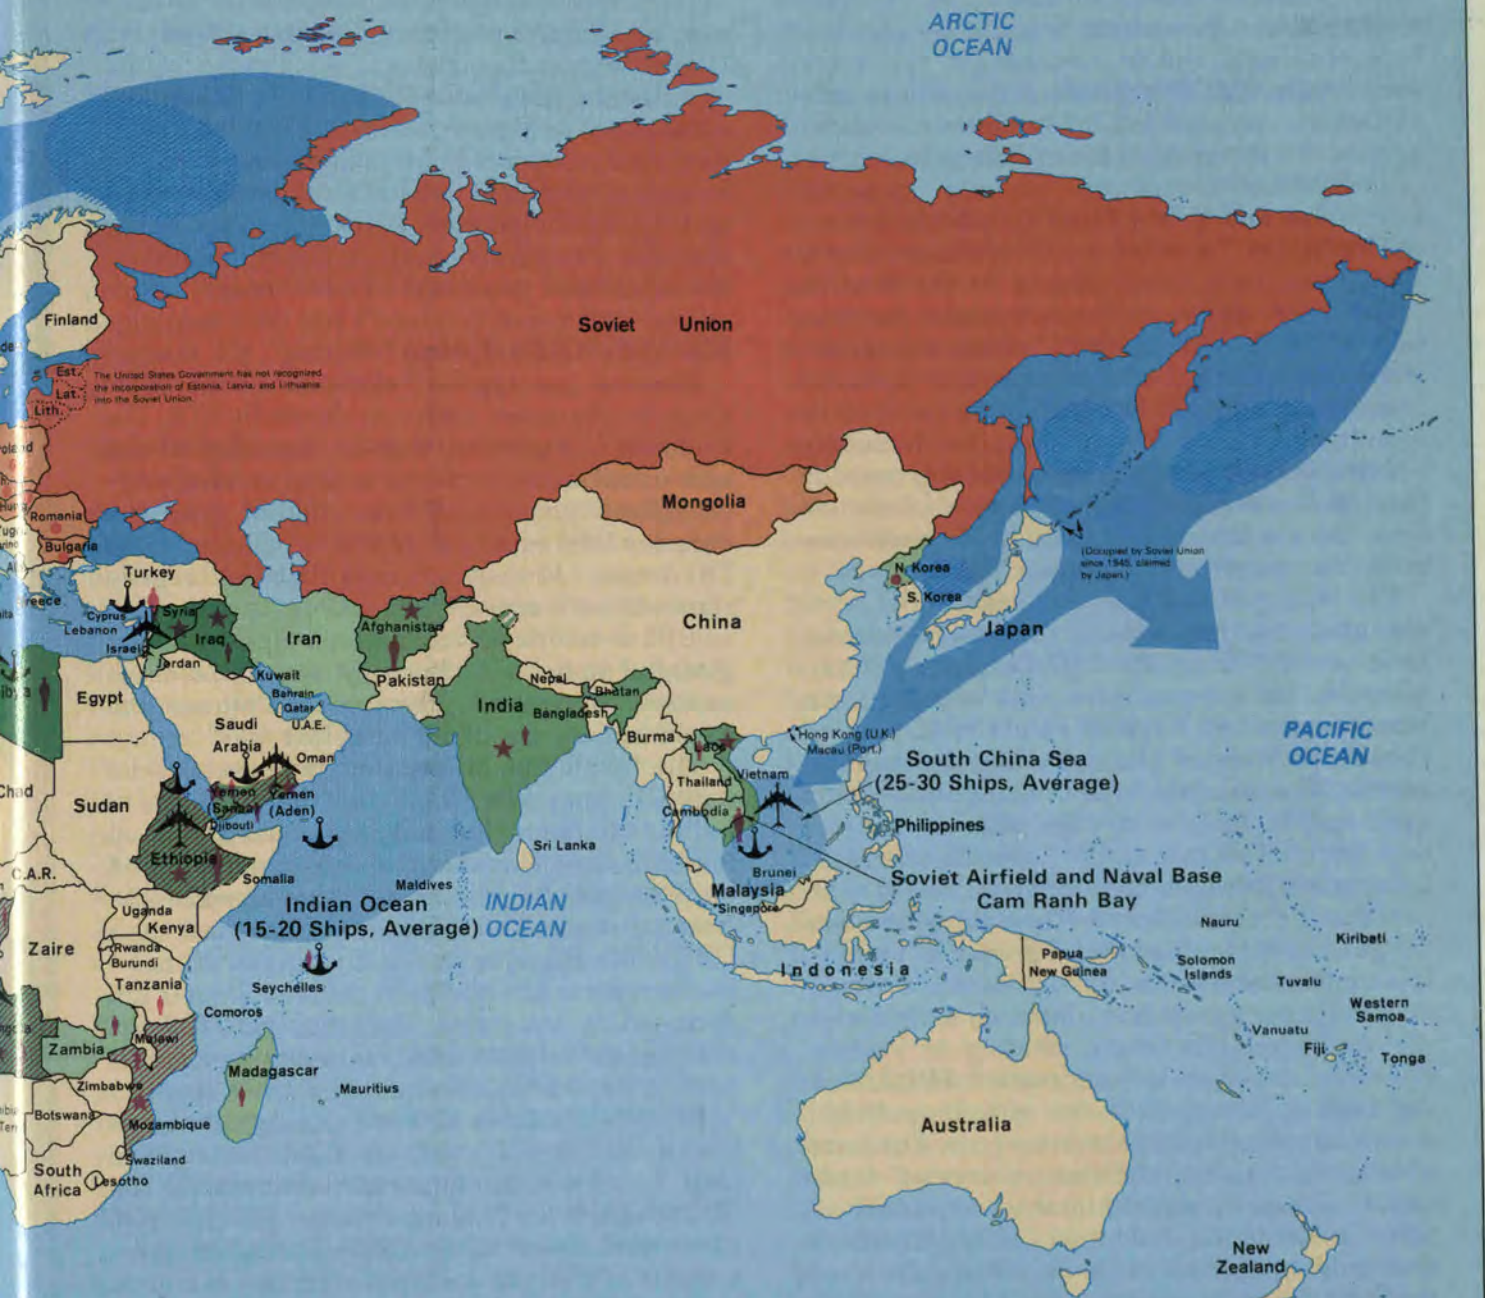 ARCTIC
OCEAN
Finland
Soviet Union
Est.
Lat.
Lith.
The United States Government has not recognized
the incorporation of Estonia, Latvia, and Lithuania
into the Soviet Union.
Romania
Bulgaria
Mongolia
(Occupied by Soviet Union
since 1945, claimed
by Japan.)
N. Korea
S. Korea
Japan
China
Turkey
Cyprus
Lebanon
Israel
Syria
Iraq
Iran
Afghanistan
Jordan
Kuwait
Pakistan
Nepal
Bhutan
Bahrain
Qatar
U.A.E.
Egypt
Saudi
Arabia
Oman
India
Bangladesh
Burma
Laos
Hong Kong (U.K.)
Macau (Port.)
PACIFIC
OCEAN
Chad
Sudan
Yemen
(Sanaa)
Yemen
(Aden)
Djibouti
Thailand
Vietnam
Cambodia
South China Sea
(25-30 Ships, Average)
Philippines
Ethiopia
Somalia
Sri Lanka
Maldives
C.A.R.
Brunei
Malaysia
Singapore
Soviet Airfield and Naval Base
Cam Ranh Bay
Indian Ocean
(15-20 Ships, Average)
INDIAN
OCEAN
Uganda
Kenya
Zaire
Rwanda
Burundi
Tanzania
Seychelles
Comoros
Indonesia
Papua
New Guinea
Nauru
Kiribati
Solomon
Islands
Tuvalu
Western
Samoa
Vanuatu
Fiji
Tonga
Zambia
Malawi
Madagascar
Mauritius
Zimbabwe
Botswana
Mozambique
Swaziland
South
Africa
Lesotho
Australia
New
Zealand